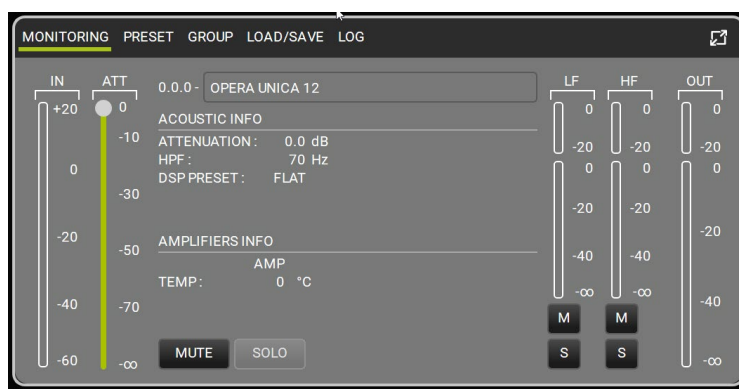 MONITORING PRESET GROUP LOAD/SAVE LOG
IN ATT
+20
0
-20
-40
-60
0
-10
-30
-50
-70
-∞
0.0.0 - OPERA UNICA 12
ACOUSTIC INFO
ATTENUATION : 0.0 dB
HPF : 70 Hz
DSP PRESET : FLAT
AMPLIFIERS INFO
AMP
TEMP : 0 °C
MUTE SOLO
LF HF OUT
0 0 0
-20 -20 -20
0 0 0
-20 -20
-20
-40 -40
-∞ -∞
-40
M M
S S
-∞